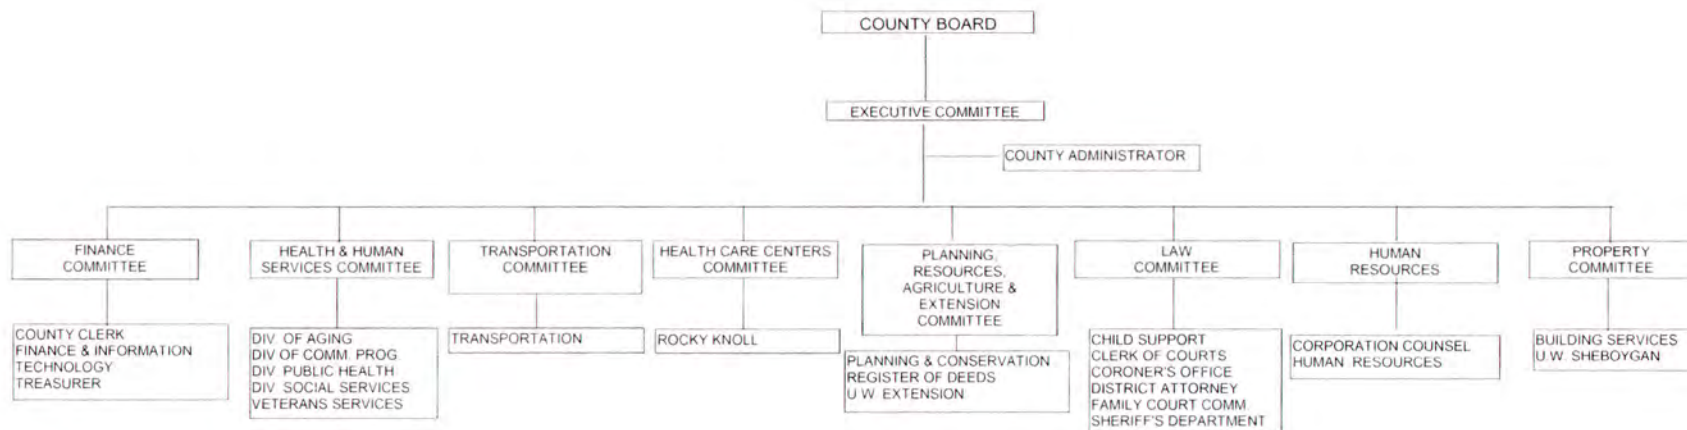 COUNTY BOARD
EXECUTIVE COMMITTEE
COUNTY ADMINISTRATOR
FINANCE
COMMITTEE
COUNTY CLERK
FINANCE & INFORMATION
TECHNOLOGY
TREASURER
HEALTH & HUMAN
SERVICES COMMITTEE
DIV. OF AGING
DIV. OF COMM. PROG
DIV. PUBLIC HEALTH
DIV. SOCIAL SERVICES
VETERANS SERVICES
TRANSPORTATION
COMMITTEE
TRANSPORTATION
HEALTH CARE CENTERS
COMMITTEE
ROCKY KNOLL
PLANNING,
RESOURCES,
AGRICULTURE &
EXTENSION
COMMITTEE
PLANNING & CONSERVATION
REGISTER OF DEEDS
U.W. EXTENSION
LAW
COMMITTEE
CHILD SUPPORT
CLERK OF COURTS
CORONER'S OFFICE
DISTRICT ATTORNEY
FAMILY COURT COMM.
SHERIFF'S DEPARTMENT
HUMAN
RESOURCES
CORPORATION COUNSEL
HUMAN RESOURCES
PROPERTY
COMMITTEE
BUILDING SERVICES
U.W. SHEBOYGAN